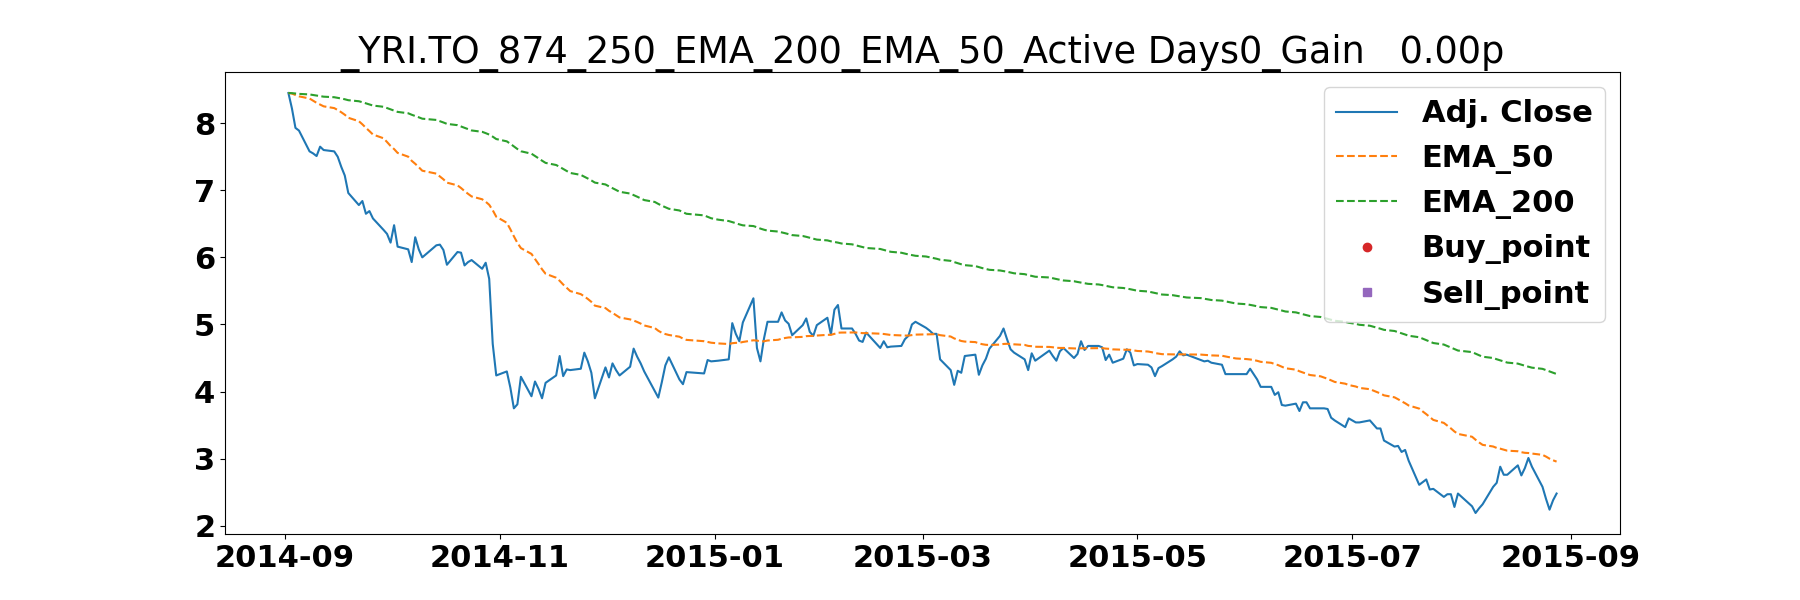 _YRI.TO_874_250_EMA_200_EMA_50_Active Days0_Gain   0.00p
Adj. Close
EMA_50
EMA_200
Buy_point
Sell_point
8
7
6
5
4
3
2
2014-09 2014-11 2015-01 2015-03 2015-05 2015-07 2015-09